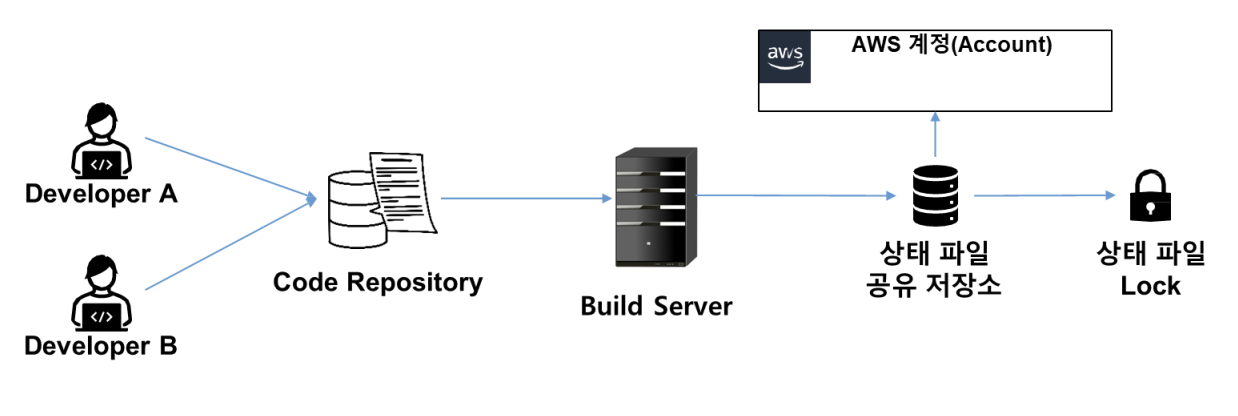 aws
AWS 계정(Account)
</>
Developer A
</>
Developer B
Code Repository
Build Server
상태 파일
공유 저장소
상태 파일
Lock